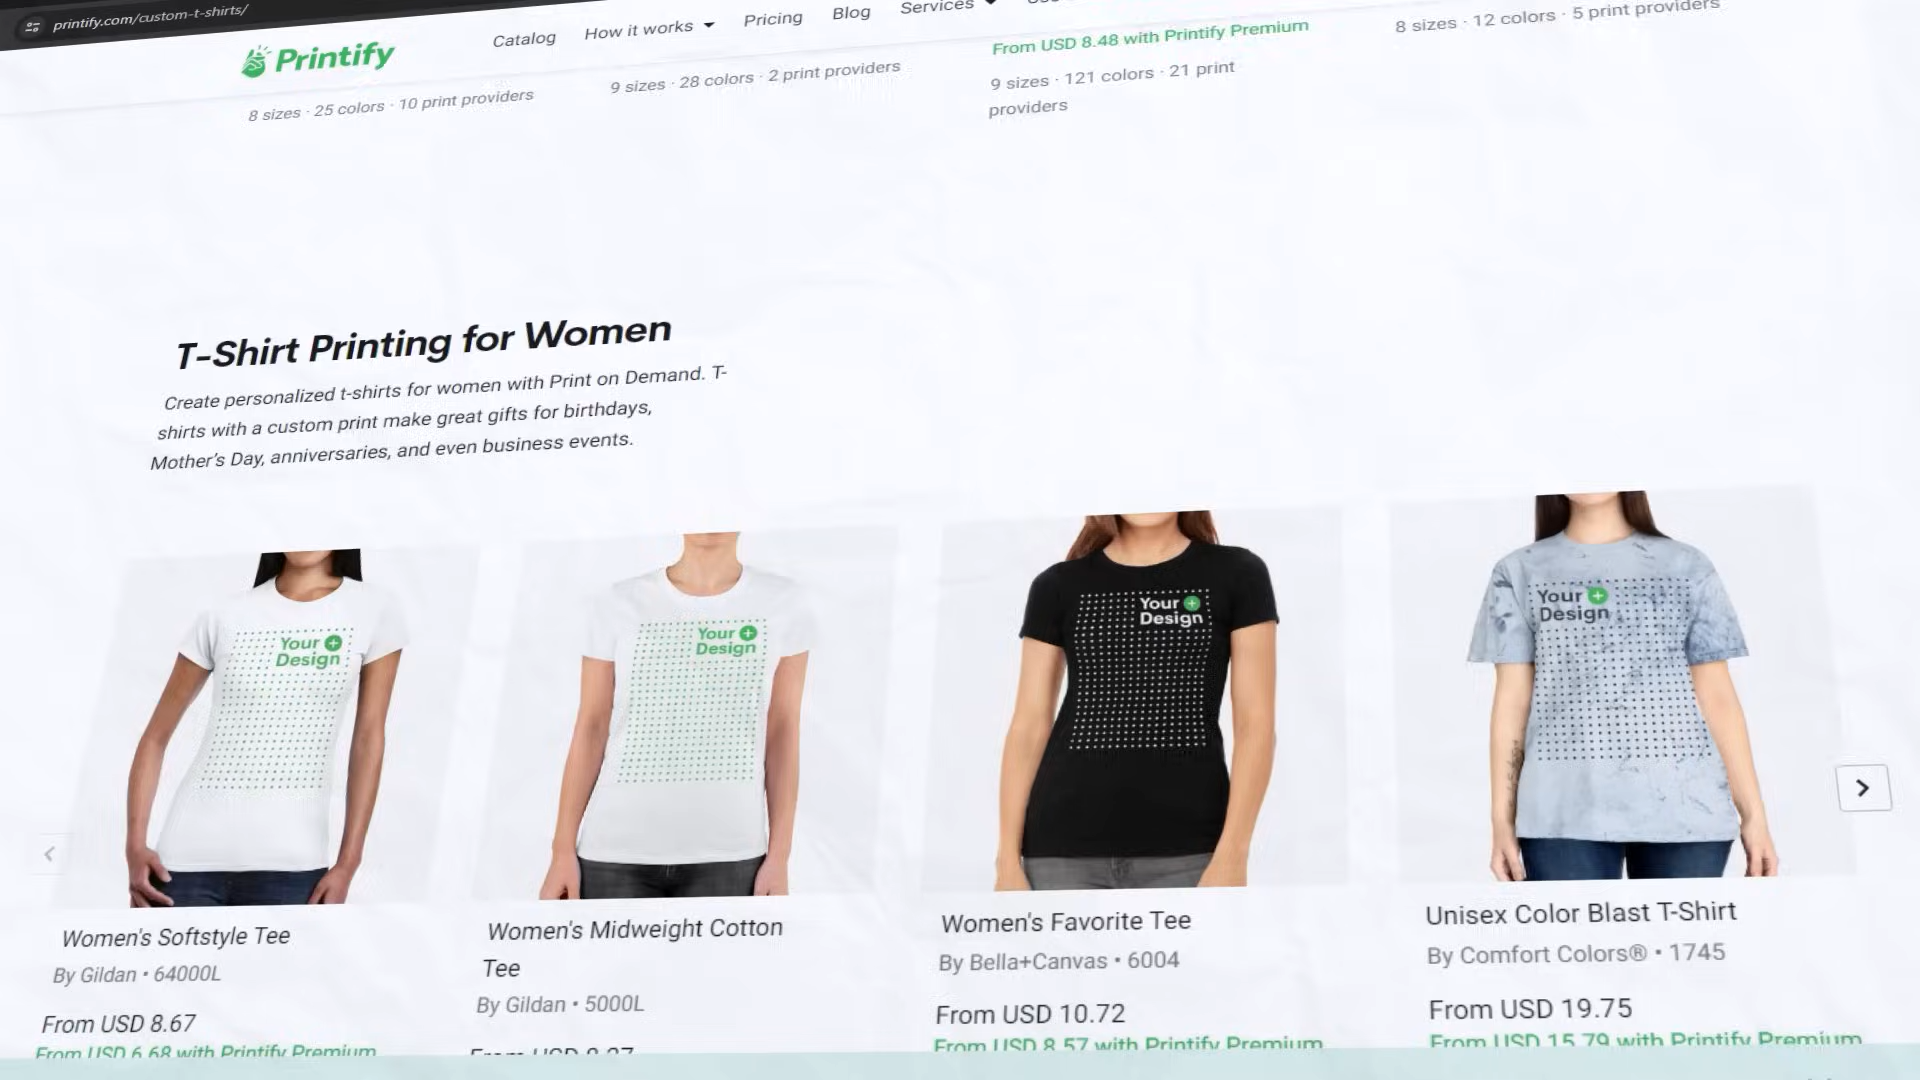 printify.com/custom-t-shirts/
Printify
Catalog
How it works
Pricing
Blog
Services
8 sizes · 25 colors · 10 print providers
9 sizes · 28 colors · 2 print providers
From USD 8.48 with Printify Premium
9 sizes · 121 colors · 21 print
providers
8 sizes · 12 colors · 5 print providers
T-Shirt Printing for Women
Create personalized t-shirts for women with Print on Demand. T-
shirts with a custom print make great gifts for birthdays,
Mother's Day, anniversaries, and even business events.
Your
Design
Your
Design
Your
Design
Your
Design
Women's Softstyle Tee
By Gildan • 64000L
From USD 8.67
From USD 6.68 with Printify Premium
Women's Midweight Cotton
Tee
By Gildan • 5000L
From USD
Women's Favorite Tee
By Bella+Canvas • 6004
From USD 10.72
From USD 8.57 with Printify Premium
Unisex Color Blast T-Shirt
By Comfort Colors® • 1745
From USD 19.75
From USD 15.79 with Printify Premium